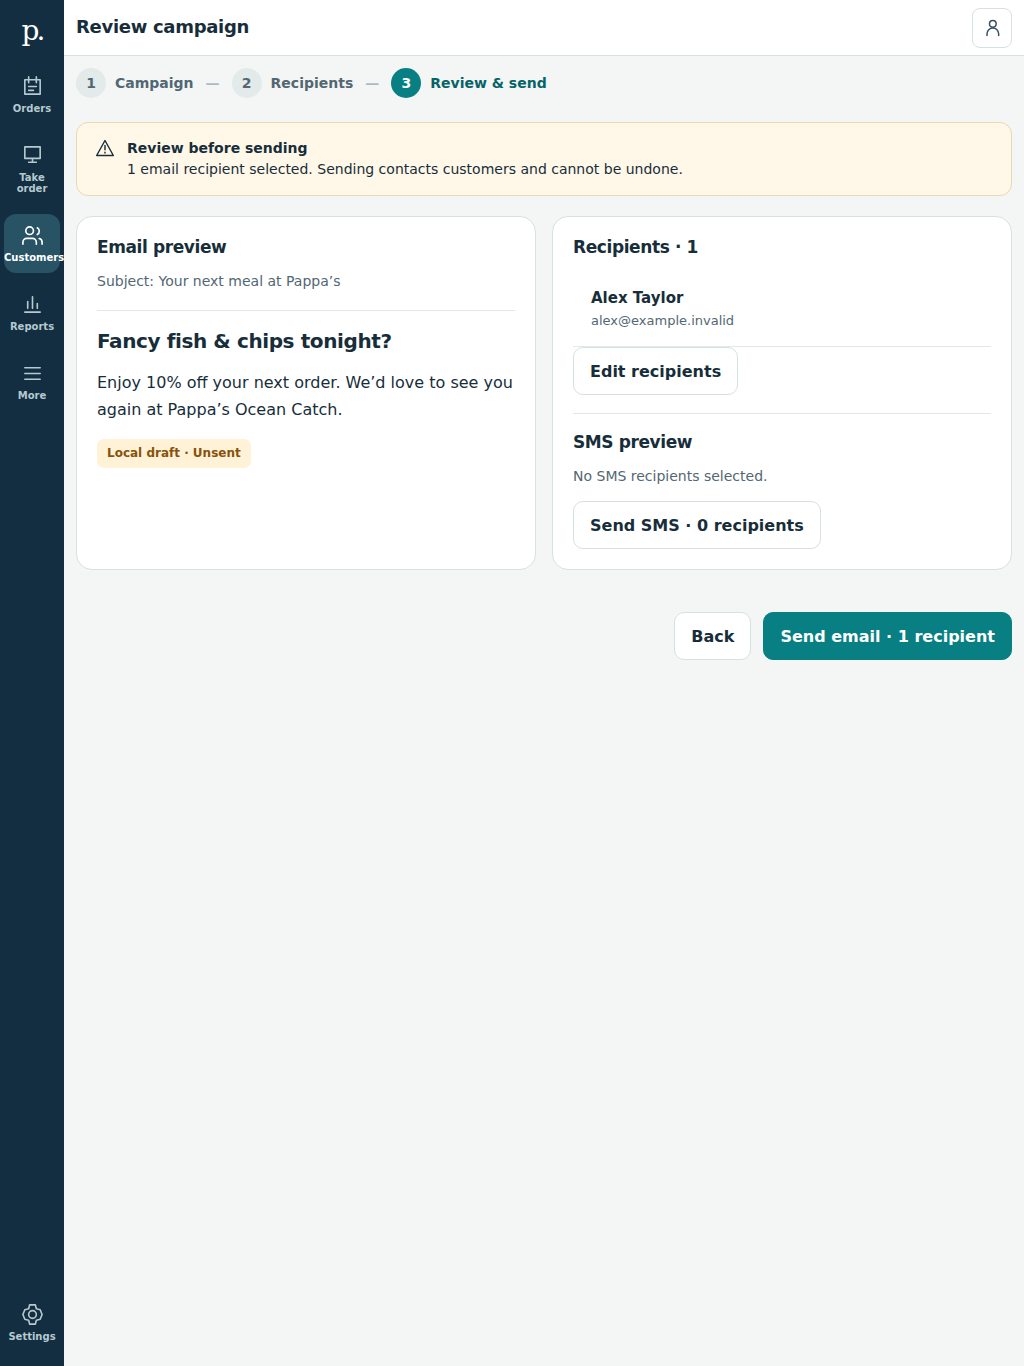 p.
Orders
Take
order
Customers
Reports
More
Settings
Review campaign
1 Campaign — 2 Recipients — 3 Review & send
Review before sending
1 email recipient selected. Sending contacts customers and cannot be undone.
Email preview
Subject: Your next meal at Pappa’s
Fancy fish & chips tonight?
Enjoy 10% off your next order. We’d love to see you
again at Pappa’s Ocean Catch.
Local draft · Unsent
Recipients · 1
Alex Taylor
alex@example.invalid
Edit recipients
SMS preview
No SMS recipients selected.
Send SMS · 0 recipients
Back
Send email · 1 recipient